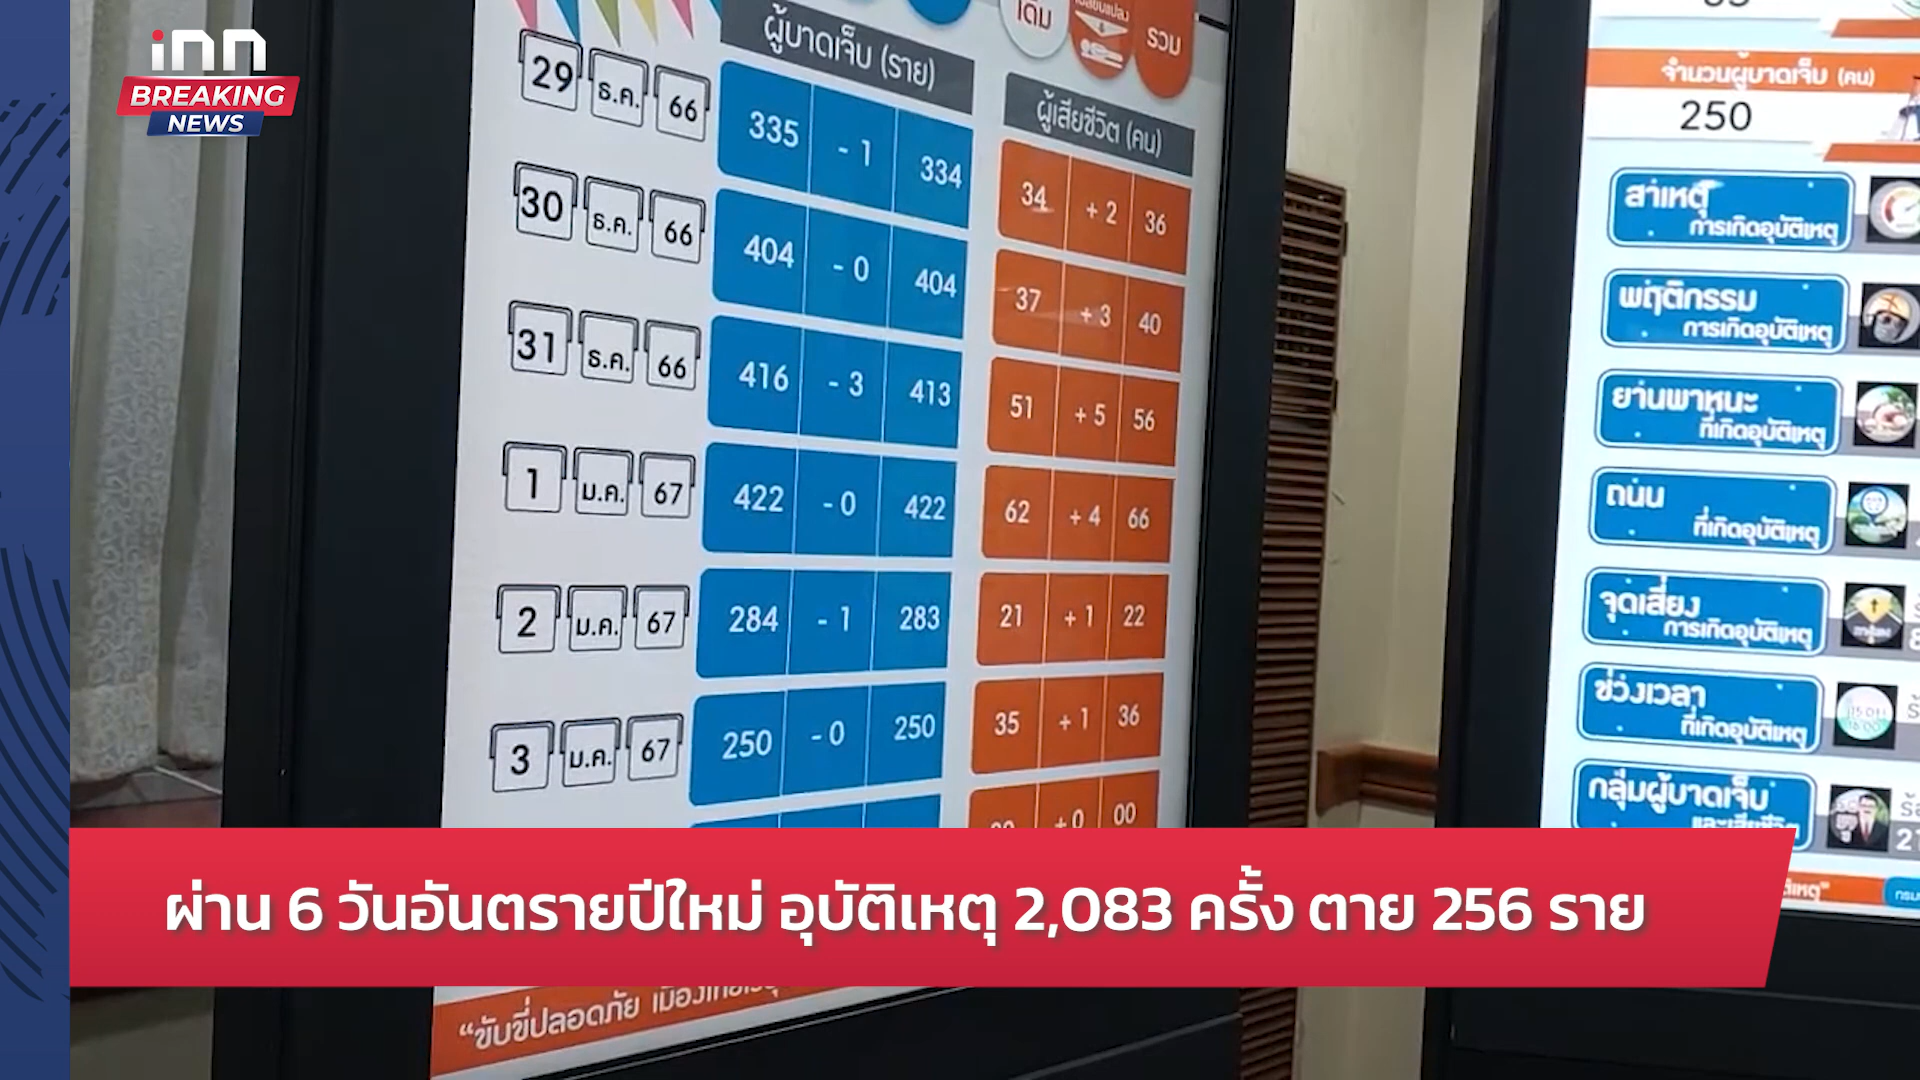 inn
BREAKING
NEWS
เดิม
รวม
ผู้บาดเจ็บ (ราย)
ผู้เสียชีวิต (คน)
29 ธ.ค. 66 335 - 1 334 34 + 2 36
30 ธ.ค. 66 404 - 0 404 37 + 3 40
31 ธ.ค. 66 416 - 3 413 51 + 5 56
1 ม.ค. 67 422 - 0 422 62 + 4 66
2 ม.ค. 67 284 - 1 283 21 + 1 22
3 ม.ค. 67 250 - 0 250 35 + 1 36
+ 0
จำนวนผู้บาดเจ็บ (คน)
250
สาเหตุ
การเกิดอุบัติเหตุ
พฤติกรรม
การเกิดอุบัติเหตุ
ยานพาหนะ
ที่เกิดอุบัติเหตุ
ถนน
ที่เกิดอุบัติเหตุ
จุดเสี่ยง
การเกิดอุบัติเหตุ
ช่วงเวลา
ที่เกิดอุบัติเหตุ
กลุ่มผู้บาดเจ็บ
และเสียชีวิต
ผ่าน 6 วันอันตรายปีใหม่ อุบัติเหตุ 2,083 ครั้ง ตาย 256 ราย
“ขับขี่ปลอดภัย